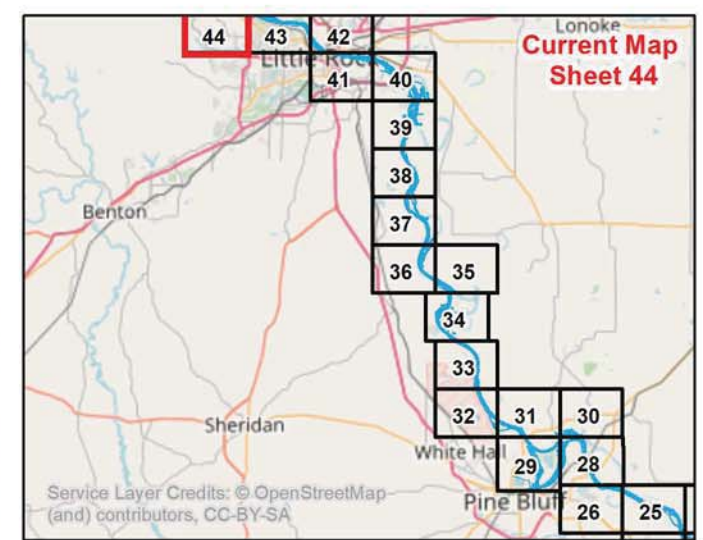 Lonoke
44 43 42
Current Map
Sheet 44
Little Rock
41 40
39
38
Benton
37
36 35
34
33
32 31 30
Sheridan
White Hall
29 28
Service Layer Credits: © OpenStreetMap
(and) contributors, CC-BY-SA
Pine Bluff
26 25